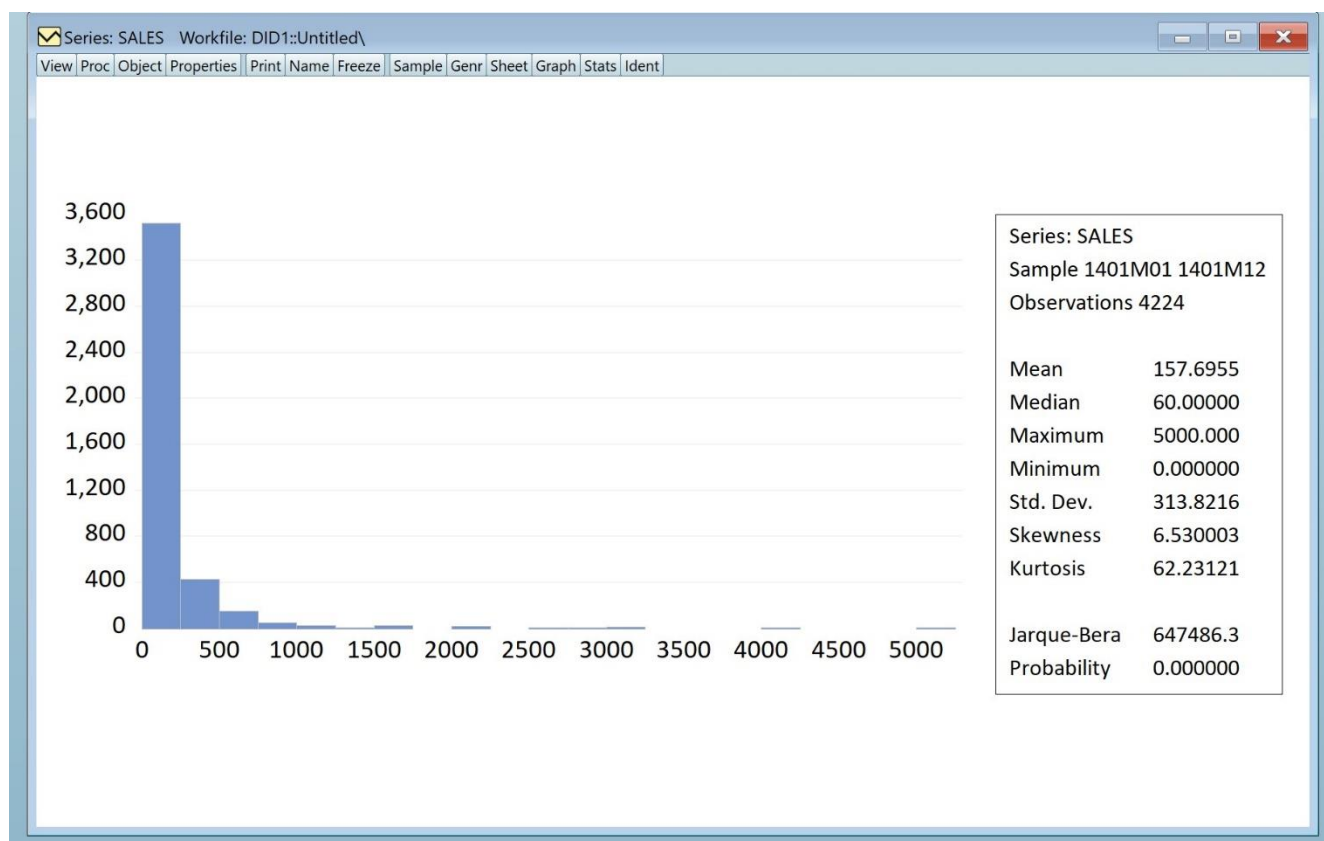 Series: SALES Workfile: DID1::Untitled\
View Proc Object Properties Print Name Freeze Sample Genr Sheet Graph Stats Ident
3,600
3,200
2,800
2,400
2,000
1,600
1,200
800
400
0
0 500 1000 1500 2000 2500 3000 3500 4000 4500 5000
Series: SALES
Sample 1401M01 1401M12
Observations 4224
Mean 157.6955
Median 60.00000
Maximum 5000.000
Minimum 0.000000
Std. Dev. 313.8216
Skewness 6.530003
Kurtosis 62.23121
Jarque-Bera 647486.3
Probability 0.000000